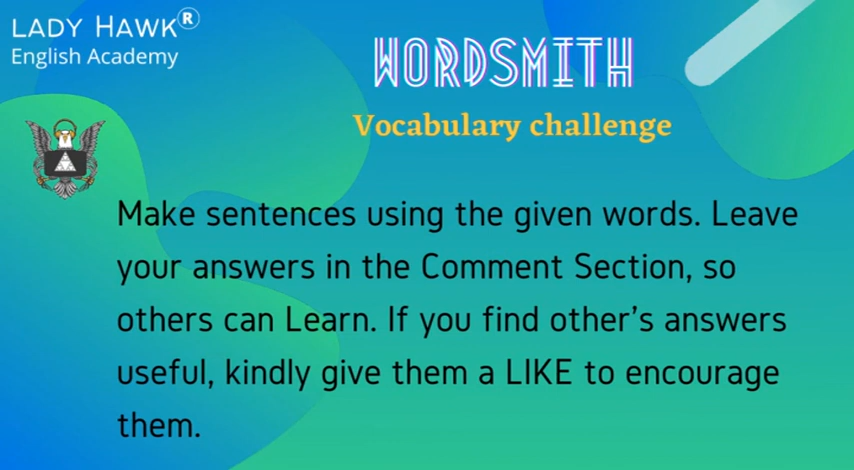 LADY HAWK®
English Academy
WORDSMITH
Vocabulary challenge
Make sentences using the given words. Leave
your answers in the Comment Section, so
others can Learn. If you find other's answers
useful, kindly give them a LIKE to encourage
them.